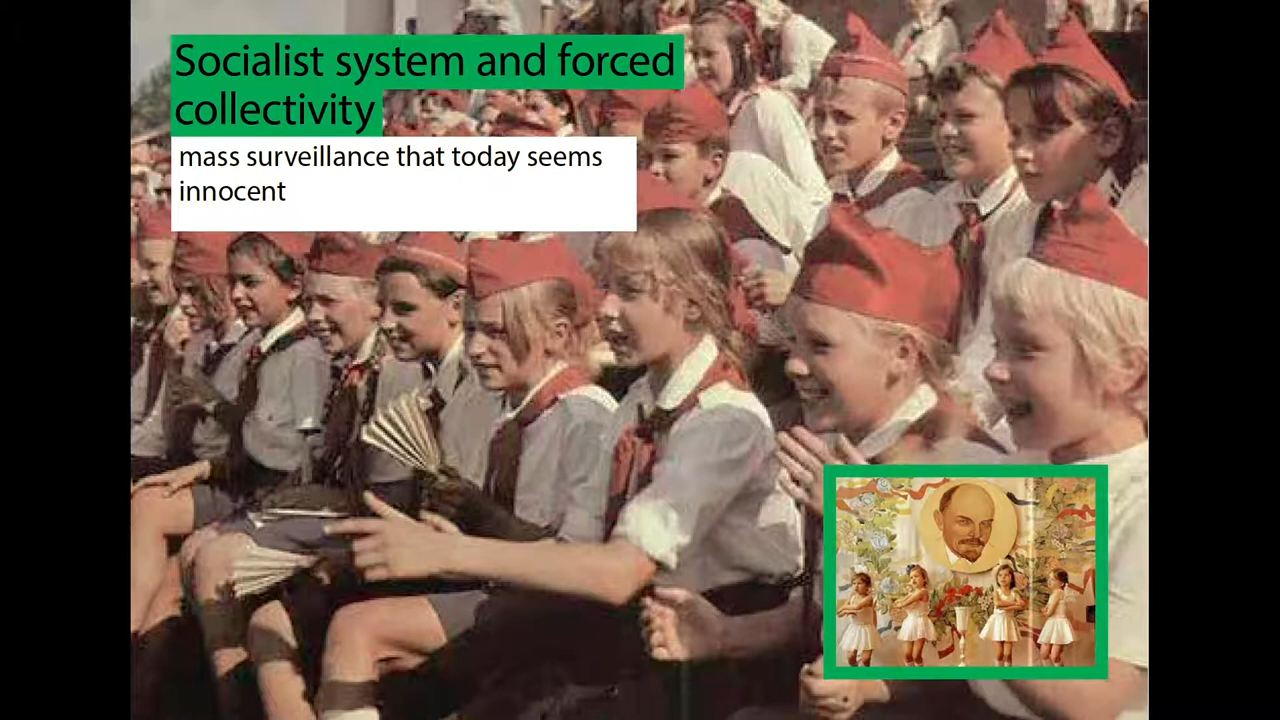 Socialist system and forced
collectivity
mass surveillance that today seems
innocent